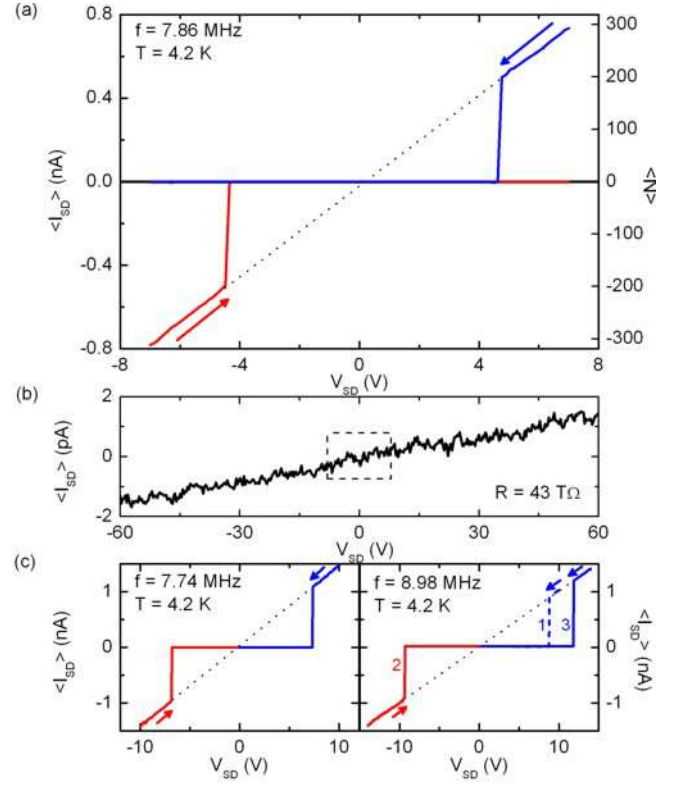 (a)
f = 7.86 MHz
T = 4.2 K
0.8
0.4
0.0
-0.4
-0.8
<I_SD> (nA)
300
200
100
0
-100
-200
-300
<N>
-8 -4 0 4 8
V_SD (V)
(b)
2
0
-2
<I_SD> (pA)
R = 43 TΩ
-60 -30 0 30 60
V_SD (V)
(c)
f = 7.74 MHz
T = 4.2 K
1
0
-1
<I_SD> (nA)
-10 0 10
V_SD (V)
f = 8.98 MHz
T = 4.2 K
1 3
2
1
0
-1
<I_SD> (nA)
-10 0 10
V_SD (V)